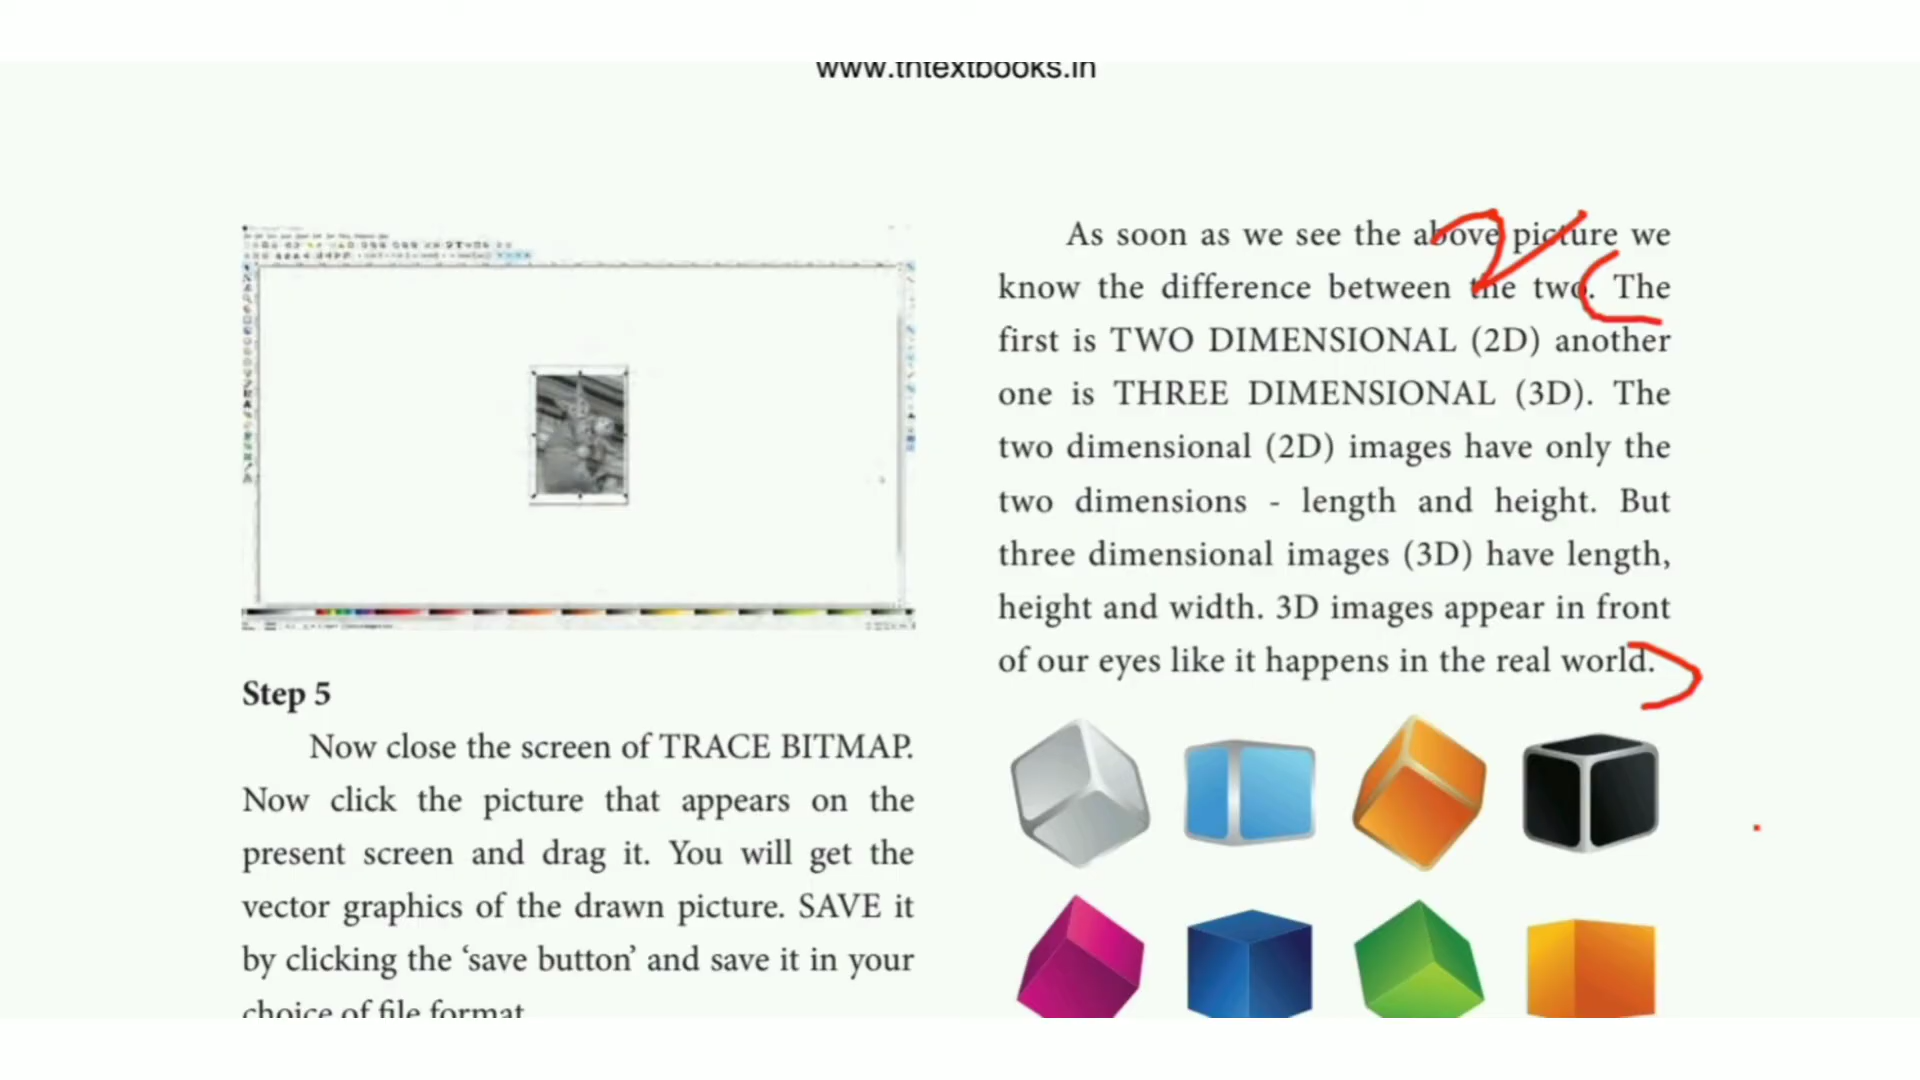 www.tntextbooks.in
Step 5
Now close the screen of TRACE BITMAP.
Now click the picture that appears on the
present screen and drag it. You will get the
vector graphics of the drawn picture. SAVE it
by clicking the ‘save button’ and save it in your
choice of file format
As soon as we see the above picture we
know the difference between the two. The
first is TWO DIMENSIONAL (2D) another
one is THREE DIMENSIONAL (3D). The
two dimensional (2D) images have only the
two dimensions - length and height. But
three dimensional images (3D) have length,
height and width. 3D images appear in front
of our eyes like it happens in the real world.